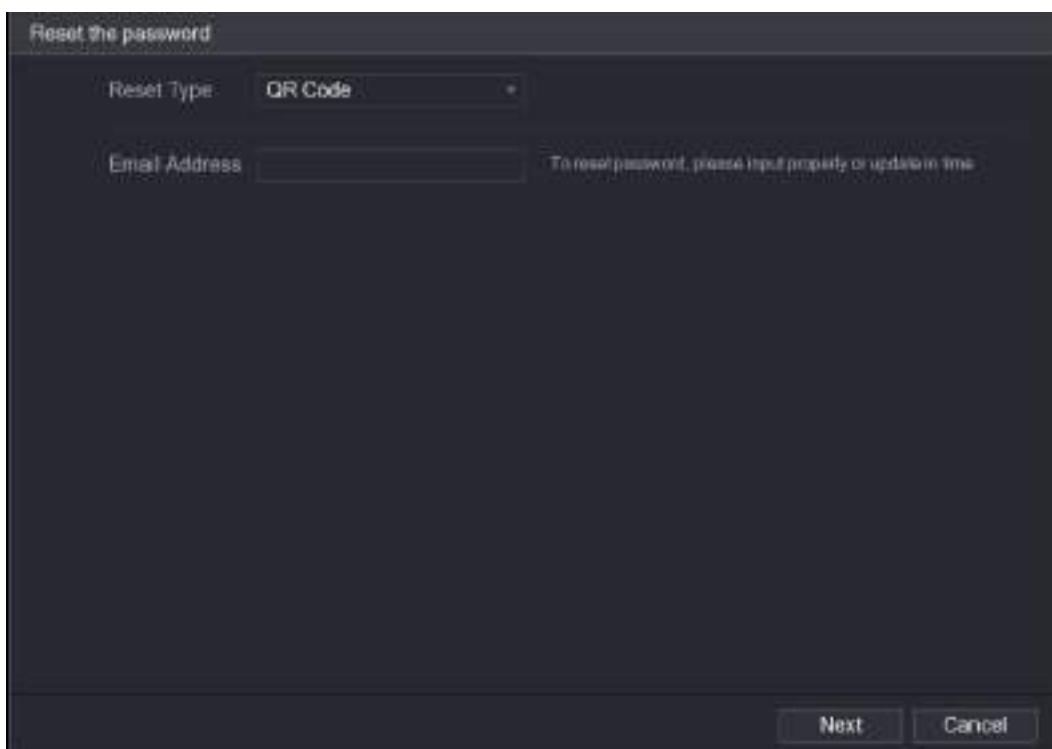 Reset the password
Reset Type QR Code
Email Address To reset password, please input properly or update in time
Next Cancel